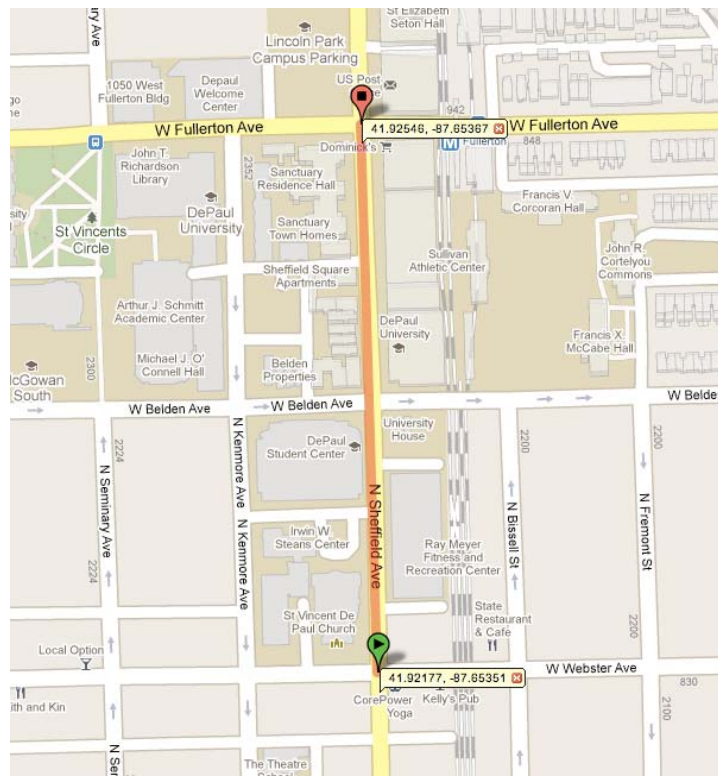 St Elizabeth
Seton Hall
Lincoln Park
Campus Parking
US Post
1050 West
Fullerton Bldg
Depaul
Welcome
Center
942
41.92546, -87.65367
W Fullerton Ave
W Fullerton Ave
Fullerton
848
Dominick's
John T.
Richardson
Library
2352
Sanctuary
Residence Hall
DePaul
University
Sanctuary
Town Homes
Francis V.
Corcoran Hall
St Vincents
Circle
Sullivan
Athletic Center
John R.
Cortelyou
Commons
Sheffield Square
Apartments
Arthur J. Schmitt
Academic Center
DePaul
University
Francis X.
McCabe Hall
Michael J. O'
Connell Hall
2300
Belden
Properties
McGowan
South
W Belden Ave
W Belden Ave
W Belde
2224
N Seminary Ave
2224
N Kenmore Ave
N Kenmore Ave
DePaul
Student Center
University
House
2200
2200
N Sheffield Ave
N Bissell St
N Fremont St
Irwin W
Steans Center
Ray Meyer
Fitness and
Recreation Center
St Vincent De
Paul Church
State
Restaurant
& Café
2200
Local Option
W Webster Ave
41.92177, -87.65351
830
ith and Kin
CorePower
Yoga
Kelly's Pub
2100
N Ser
The Theatre